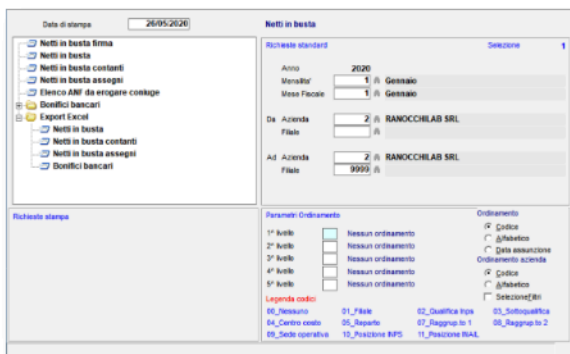 Data di stampa 26/05/2020 Netti in busta
Netti in busta firma
Netti in busta
Netti in busta contanti
Netti in busta assegni
Elenco ANF da erogare coniuge
Bonifici bancari
Export Excel
Netti in busta
Netti in busta contanti
Netti in busta assegni
Bonifici bancari
Richieste standard Selezione 1
Anno 2020
Mensilita' 1 Gennaio
Mese Fiscale 1 Gennaio
Da Azienda 2 RANOCCHILAB SRL
Filiale
Ad Azienda 2 RANOCCHILAB SRL
Filiale 9999
Richieste stampa
Parametri Ordinamento
1° livello Nessun ordinamento
2° livello Nessun ordinamento
3° livello Nessun ordinamento
4° livello Nessun ordinamento
5° livello Nessun ordinamento
Ordinamento
Codice
Alfabetico
Data assunzione
Ordinamento azienda
Codice
Alfabetico
Selezione Filtri
Legenda codici
00_Nessuno 01_Filiale 02_Qualifica Inps 03_Sottoqualifica
04_Centro costo 05_Reparto 07_Raggrup.to 1 08_Raggrup.to 2
09_Sede operativa 10_Posizione INPS 11_Posizione INAIL